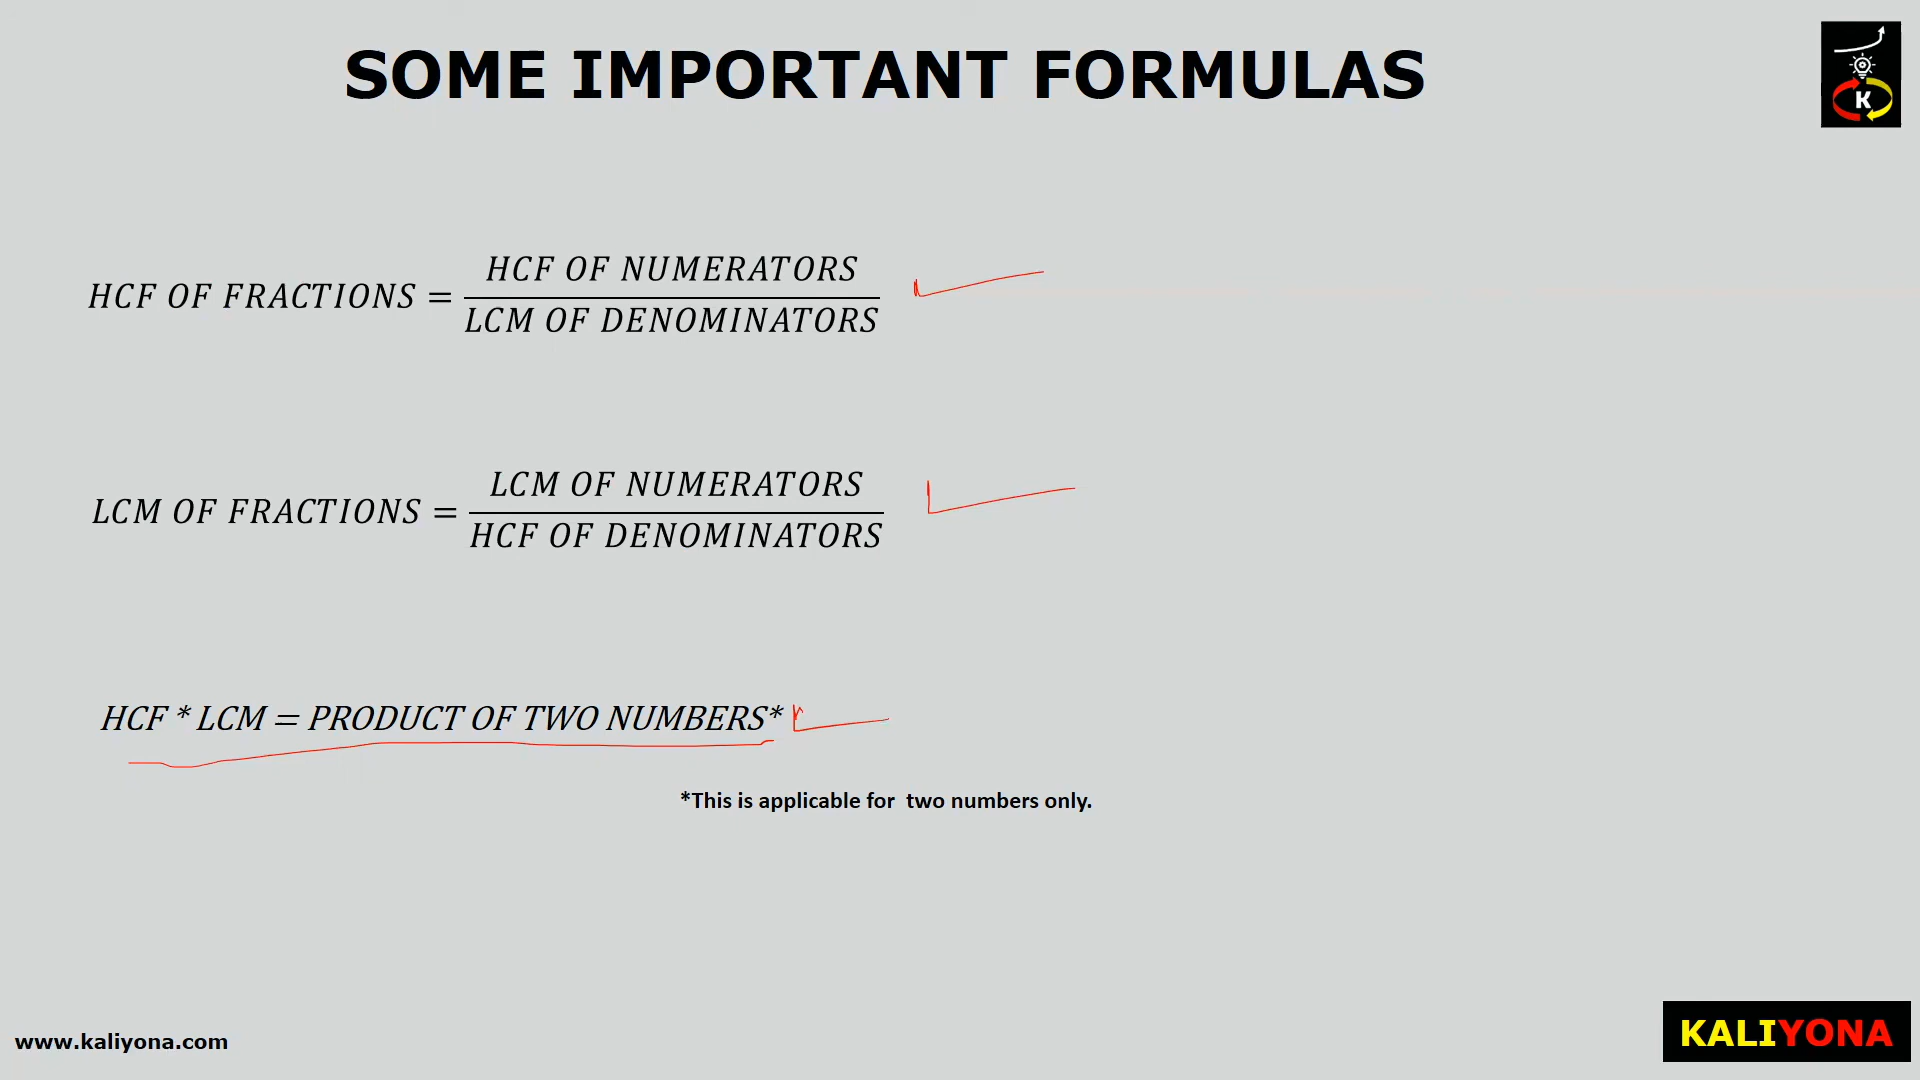 SOME IMPORTANT FORMULAS
K
HCF OF FRACTIONS = HCF OF NUMERATORS / LCM OF DENOMINATORS
LCM OF FRACTIONS = LCM OF NUMERATORS / HCF OF DENOMINATORS
HCF * LCM = PRODUCT OF TWO NUMBERS*
*This is applicable for two numbers only.
www.kaliyona.com
KALIYONA